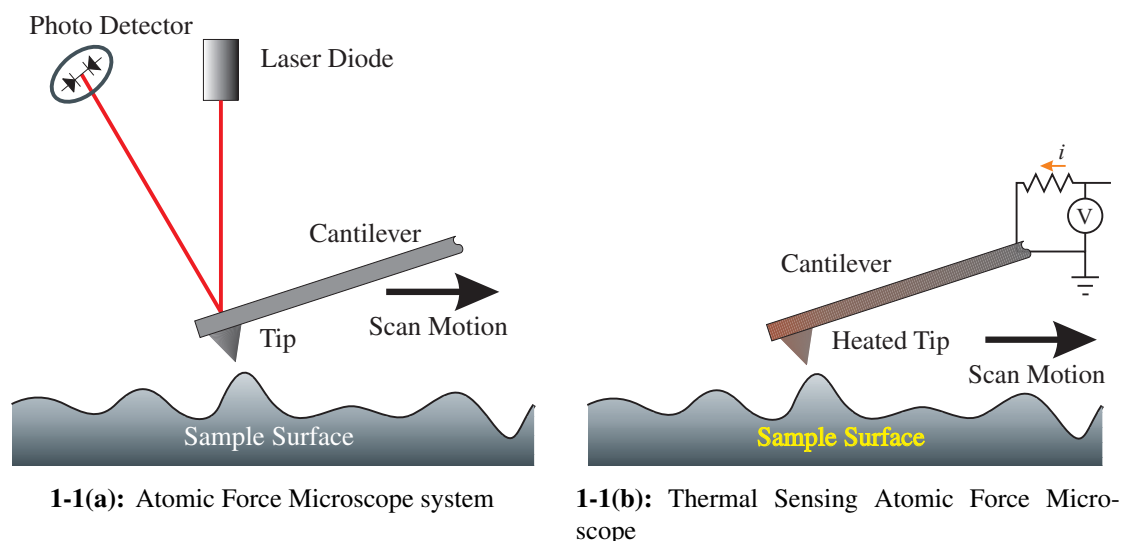 Photo Detector
Laser Diode
Cantilever
Scan Motion
Tip
Sample Surface
1-1(a): Atomic Force Microscope system
i
V
Cantilever
Heated Tip
Scan Motion
Sample Surface
1-1(b): Thermal Sensing Atomic Force Micro-
scope